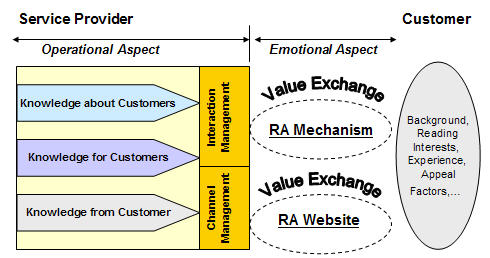 Service Provider
Customer
Operational Aspect
Emotional Aspect
Knowledge about Customers
Knowledge for Customers
Knowledge from Customer
Interaction
Management
Channel
Management
Value Exchange
RA Mechanism
Value Exchange
RA Website
Background,
Reading
Interests,
Experience,
Appeal
Factors,...